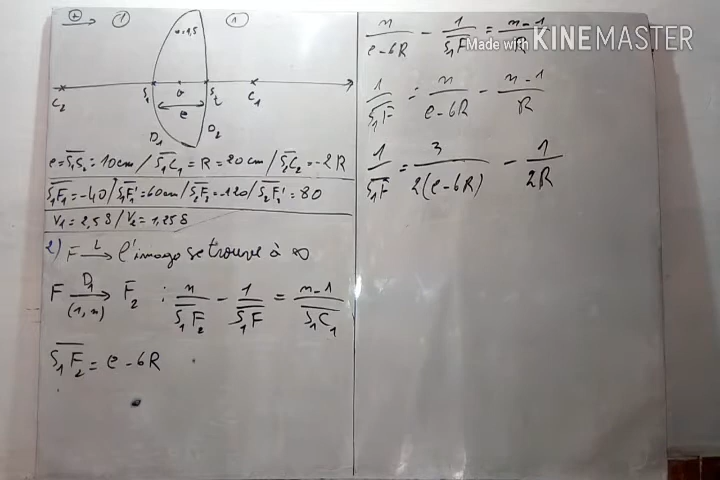 ⊕→ ① n=1,5 ①
C₂ S₁ O S₂ C₁
e
D₁ D₂
e = S̅₁S̅₂ = 10cm / S̅₁C̅₁ = R = 20cm / S̅₂C̅₂ = -2R
S̅₁F̅₁ = -40 / S̅₁F̅₁' = 60cm / S̅₂F̅₂ = -120 / S̅₂F̅₂' = 80
V₁ = 2,5δ / V₂ = 1,25δ
2) F —L→ l'image se trouve à ∞
F —D₁ (1,n)→ F₂ : n/S̅₁F̅₂ - 1/S̅₁F̅ = n-1/S̅₁C̅₁
S̅₁F̅₂ = e - 6R
n/e-6R - 1/S̅₁F̅ = n-1/R
Made with KINEMASTER
1/S̅₁F̅ = n/e-6R - n-1/R
1/S̅₁F̅ = 3/2(e-6R) - 1/2R